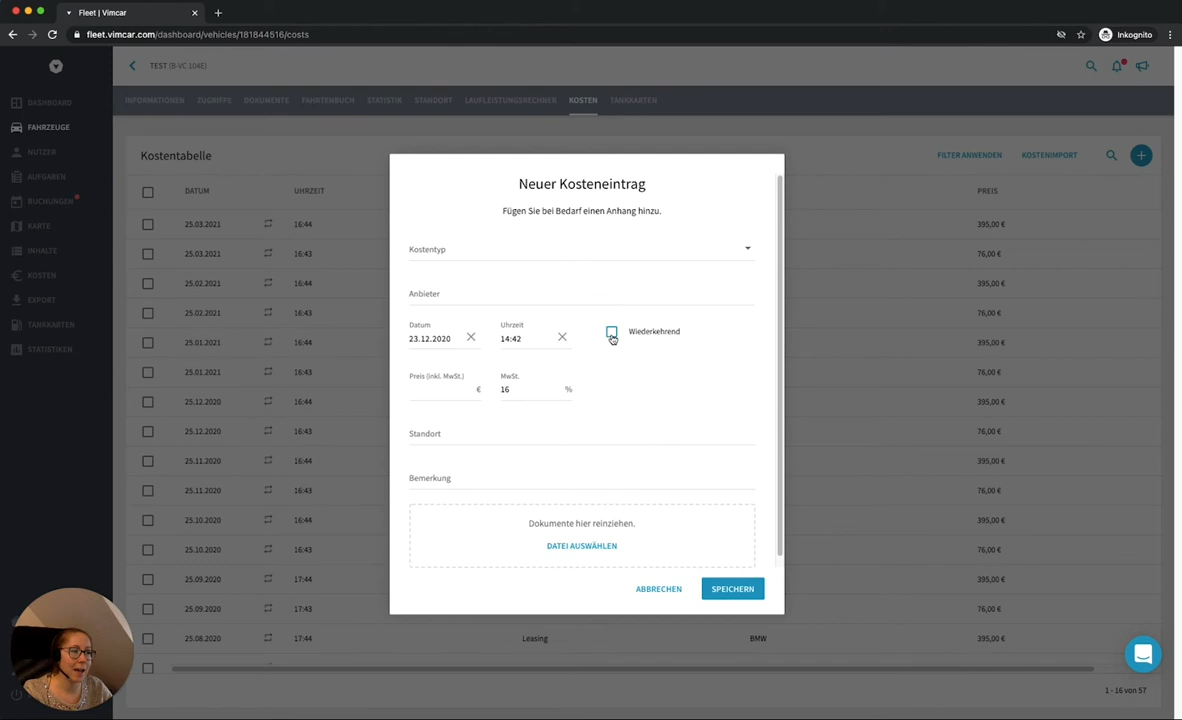 Fleet | Vimcar
fleet.vimcar.com/dashboard/vehicles/181844516/costs
Inkognito
TEST (B-VC 104E)
DASHBOARD
FAHRZEUGE
NUTZER
AUFGABEN
BUCHUNGEN
KARTE
INHALTE
KOSTEN
EXPORT
TANKKARTEN
STATISTIKEN
INFORMATIONEN ZUGRIFFE DOKUMENTE FAHRTENBUCH STATISTIK STANDORT LAUFLEISTUNGSRECHNER KOSTEN TANKKARTEN
Kostentabelle FILTER ANWENDEN KOSTENIMPORT
DATUM UHRZEIT PREIS
25.03.2021 16:44 395,00 €
25.03.2021 16:43 76,00 €
25.02.2021 16:44 395,00 €
25.02.2021 16:43 76,00 €
25.01.2021 16:44 395,00 €
25.01.2021 16:43 76,00 €
25.12.2020 16:44 395,00 €
25.12.2020 16:43 76,00 €
25.11.2020 16:44 395,00 €
25.11.2020 16:43 76,00 €
25.10.2020 16:44 395,00 €
25.10.2020 16:43 76,00 €
25.09.2020 17:44 395,00 €
25.09.2020 17:43 76,00 €
25.08.2020 17:44 Leasing BMW 395,00 €
1 - 16 von 57
Neuer Kosteneintrag
Fügen Sie bei Bedarf einen Anhang hinzu.
Kostentyp
Anbieter
Datum Uhrzeit
23.12.2020 14:42 Wiederkehrend
Preis (inkl. MwSt.) MwSt.
€ 16 %
Standort
Bemerkung
Dokumente hier reinziehen.
DATEI AUSWÄHLEN
ABBRECHEN SPEICHERN